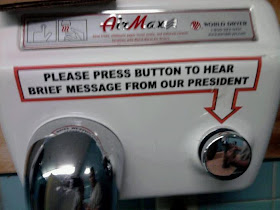 AirMax
WORLD DRYER
PLEASE PRESS BUTTON TO HEAR
BRIEF MESSAGE FROM OUR PRESIDENT